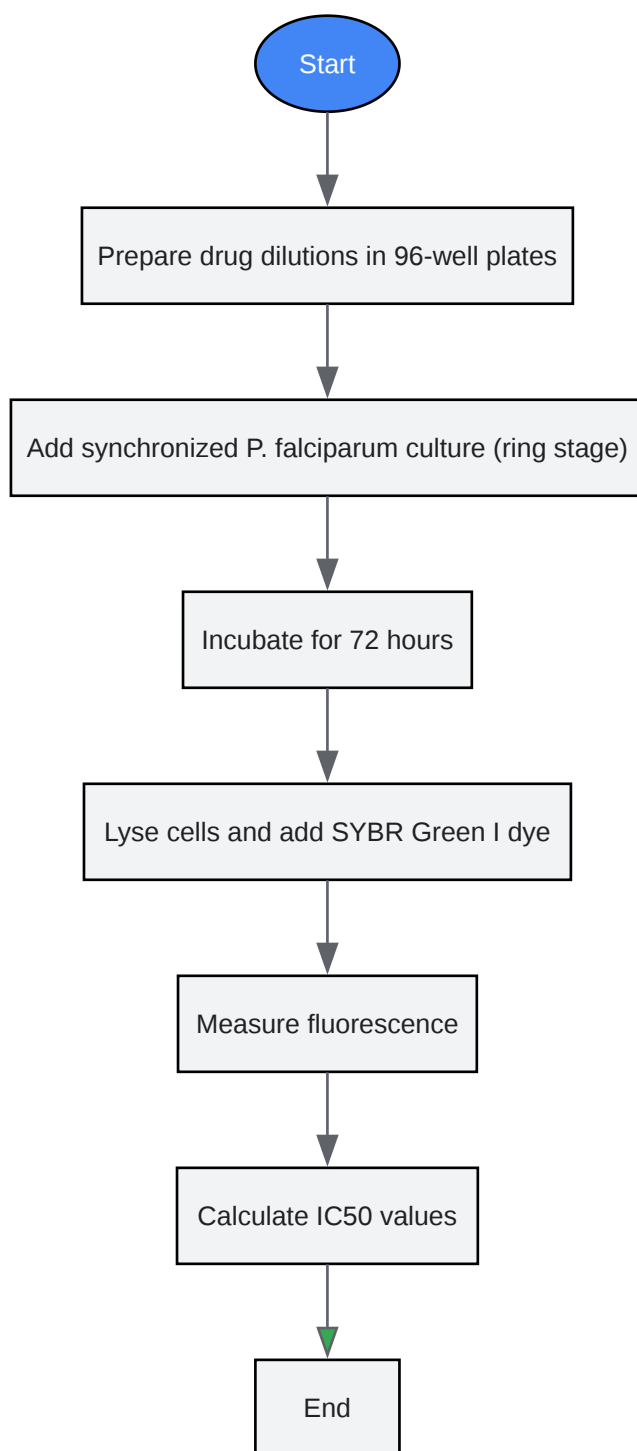 Start
Prepare drug dilutions in 96-well plates
Add synchronized P. falciparum culture (ring stage)
Incubate for 72 hours
Lyse cells and add SYBR Green I dye
Measure fluorescence
Calculate IC50 values
End